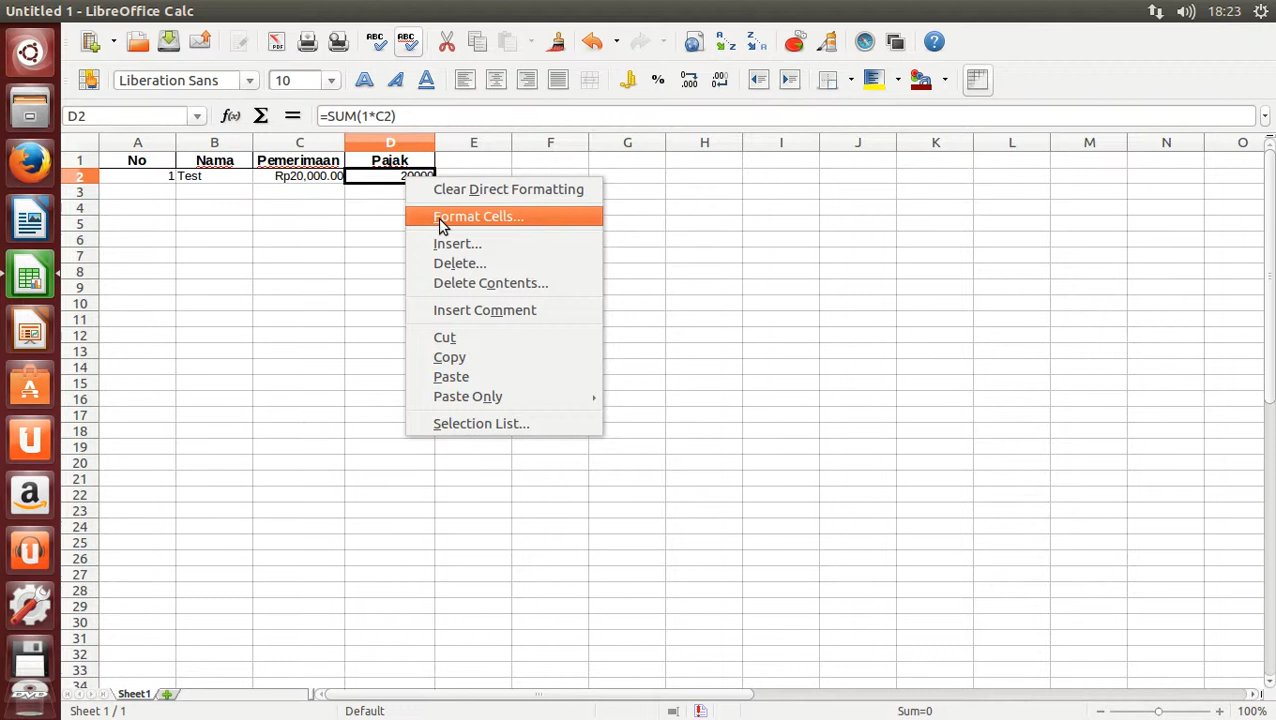 Untitled 1 - LibreOffice Calc
18:23
Liberation Sans
10
D2
=SUM(1*C2)
A B C D E F G H I J K L M N O
1 No Nama Pemerimaan Pajak
2 1 Test Rp20,000.00 20000
3
4
5
6
7
8
9
10
11
12
13
14
15
16
17
18
19
20
21
22
23
24
25
26
27
28
29
30
31
32
33
34
Clear Direct Formatting
Format Cells...
Insert...
Delete...
Delete Contents...
Insert Comment
Cut
Copy
Paste
Paste Only
Selection List...
Sheet1
Sheet 1 / 1
Default
Sum=0
100%